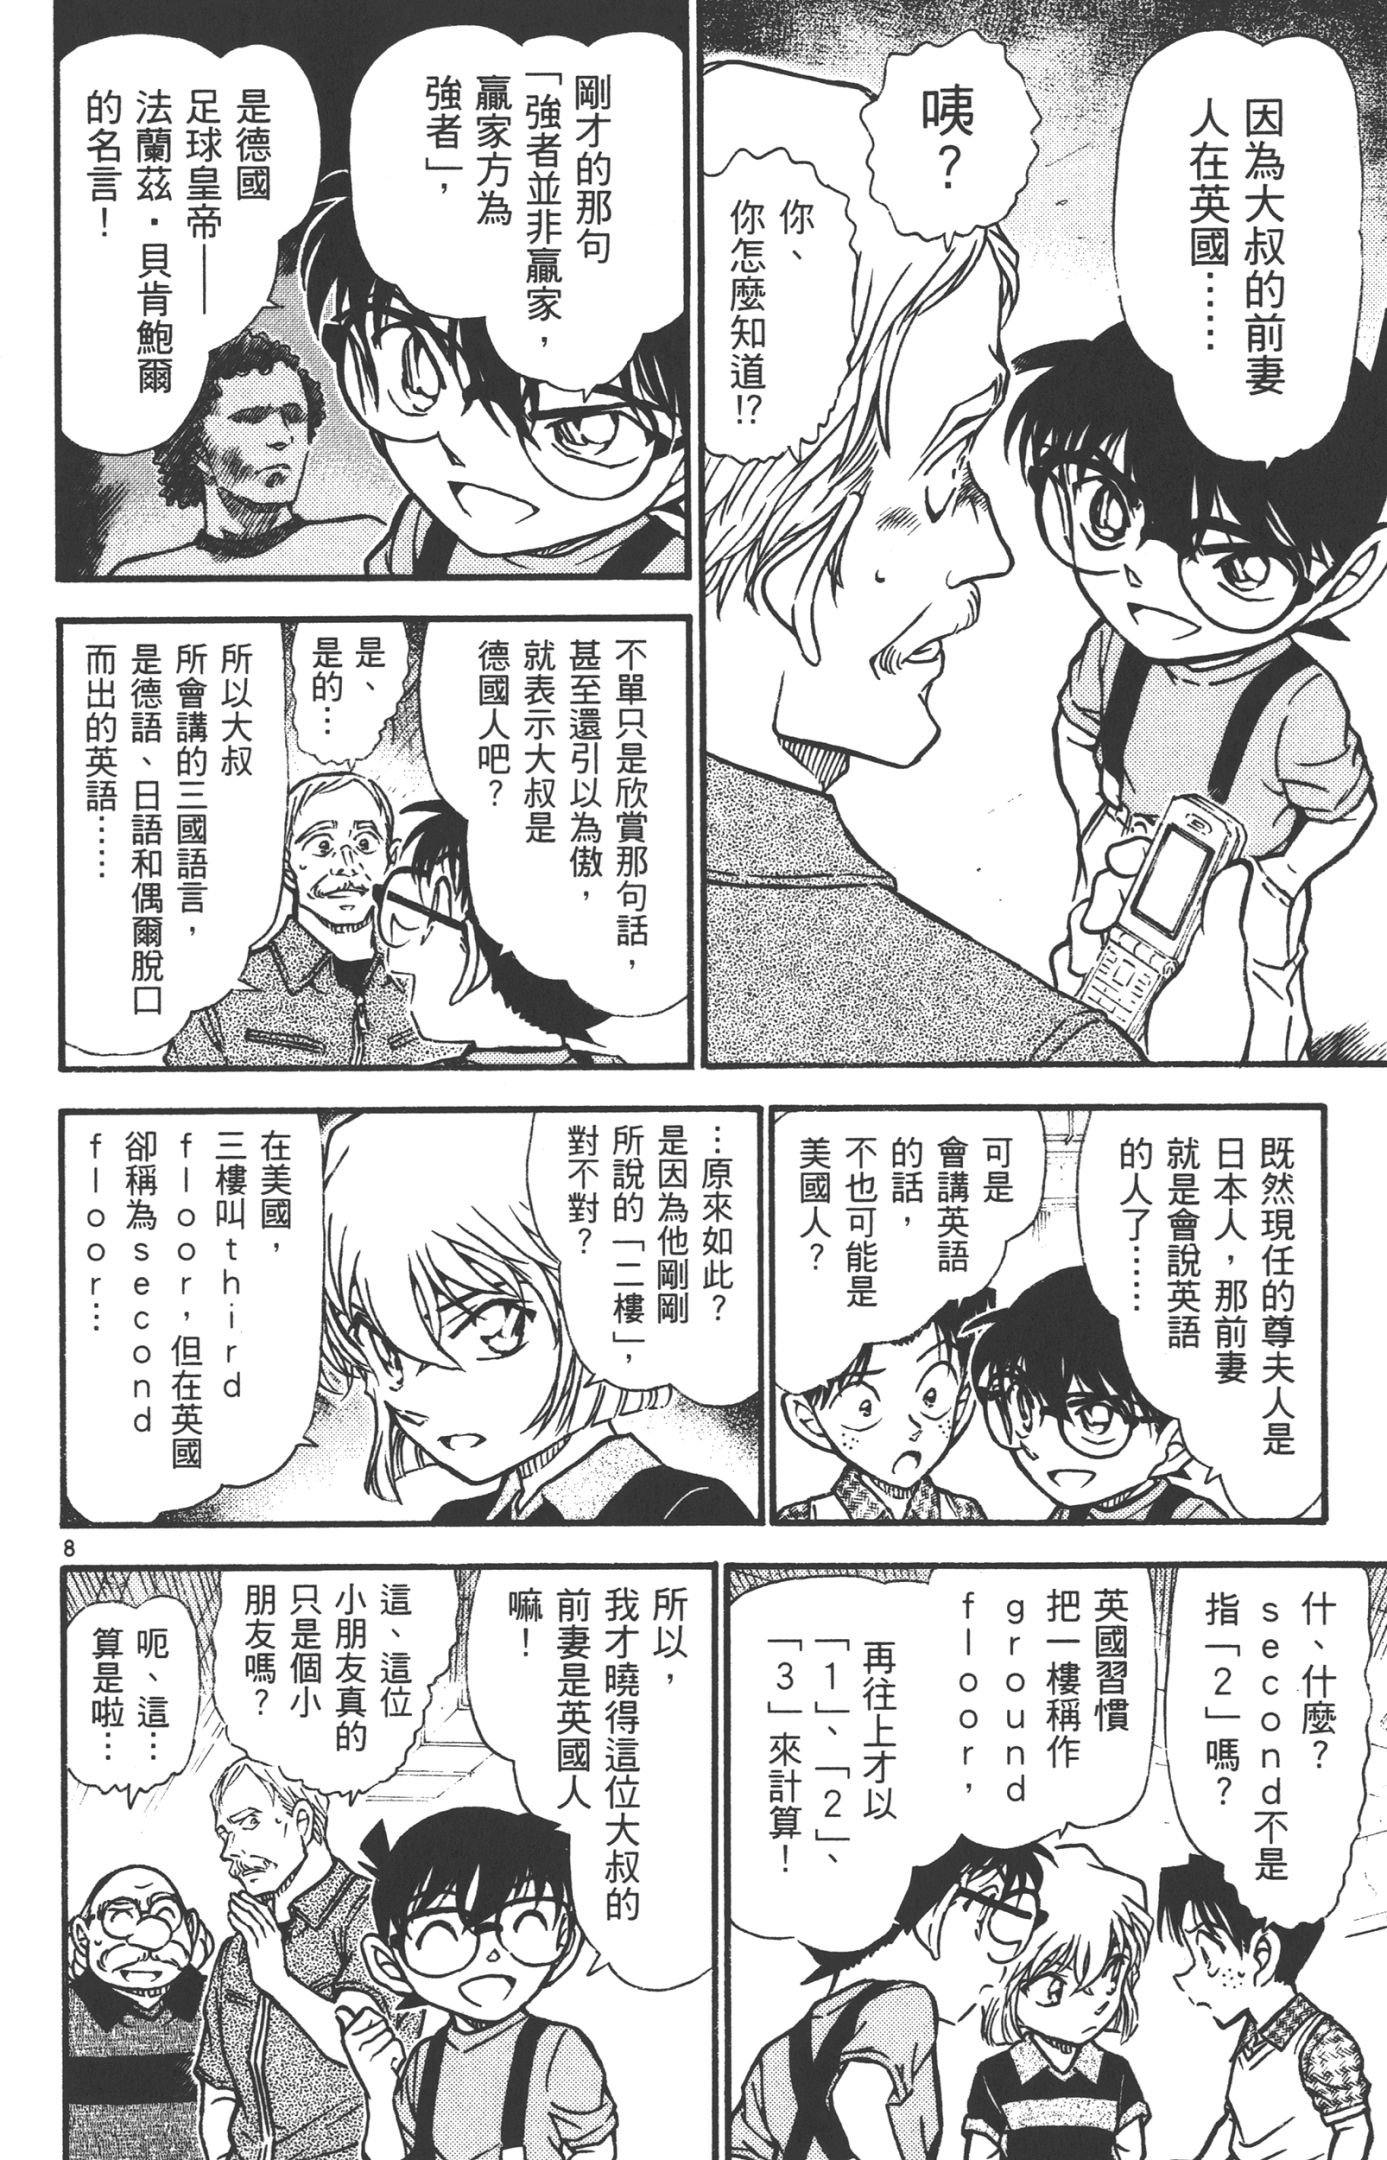 因為大叔的前妻
人在英國……
咦？
你、
你怎麼知道!?
剛才的那句
「強者並非贏家，
贏家方為
強者」，
是德國
足球皇帝——
法蘭茲·貝肯鮑爾
的名言！
不單只是欣賞那句話，
甚至還引以為傲，
就表示大叔是
德國人吧？
是、
是的…
所以大叔
所會講的三國語言，
是德語、日語和偶爾脫口
而出的英語……
既然現任的尊夫人是
日本人，那前妻
就是會說英語
的人了……
可是
會講英語
的話，
不也可能是
美國人？
…原來如此？
是因為他剛剛
所說的「二樓」，
對不對？
在美國，
三樓叫third
floor，但在英國
卻稱為second
floor…
什、什麼？
second不是
指「2」嗎？
英國習慣
把一樓稱作
ground
floor，
再往上才以
「1」、「2」、
「3」來計算！
所以，
我才曉得這位大叔的
前妻是英國人
嘛！
這、這位
小朋友真的
只是個小
朋友嗎？
呃、這…
算是啦…
8